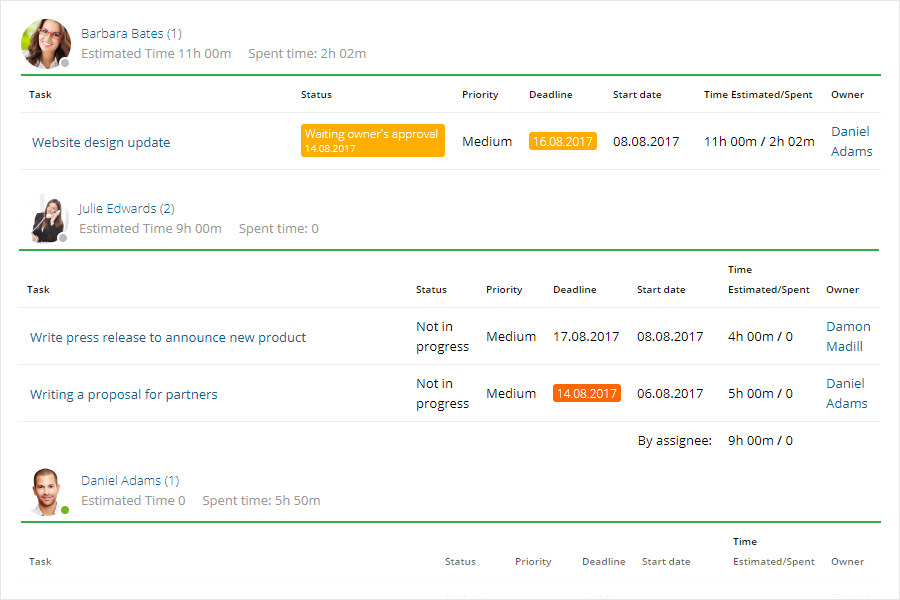 Barbara Bates (1)
Estimated Time 11h 00m Spent time: 2h 02m
Task Status Priority Deadline Start date Time Estimated/Spent Owner
Website design update Waiting owner's approval 14.08.2017 Medium 16.08.2017 08.08.2017 11h 00m / 2h 02m Daniel Adams
Julie Edwards (2)
Estimated Time 9h 00m Spent time: 0
Task Status Priority Deadline Start date Time Estimated/Spent Owner
Write press release to announce new product Not in progress Medium 17.08.2017 08.08.2017 4h 00m / 0 Damon Madill
Writing a proposal for partners Not in progress Medium 14.08.2017 06.08.2017 5h 00m / 0 Daniel Adams
By assignee: 9h 00m / 0
Daniel Adams (1)
Estimated Time 0 Spent time: 5h 50m
Task Status Priority Deadline Start date Time Estimated/Spent Owner